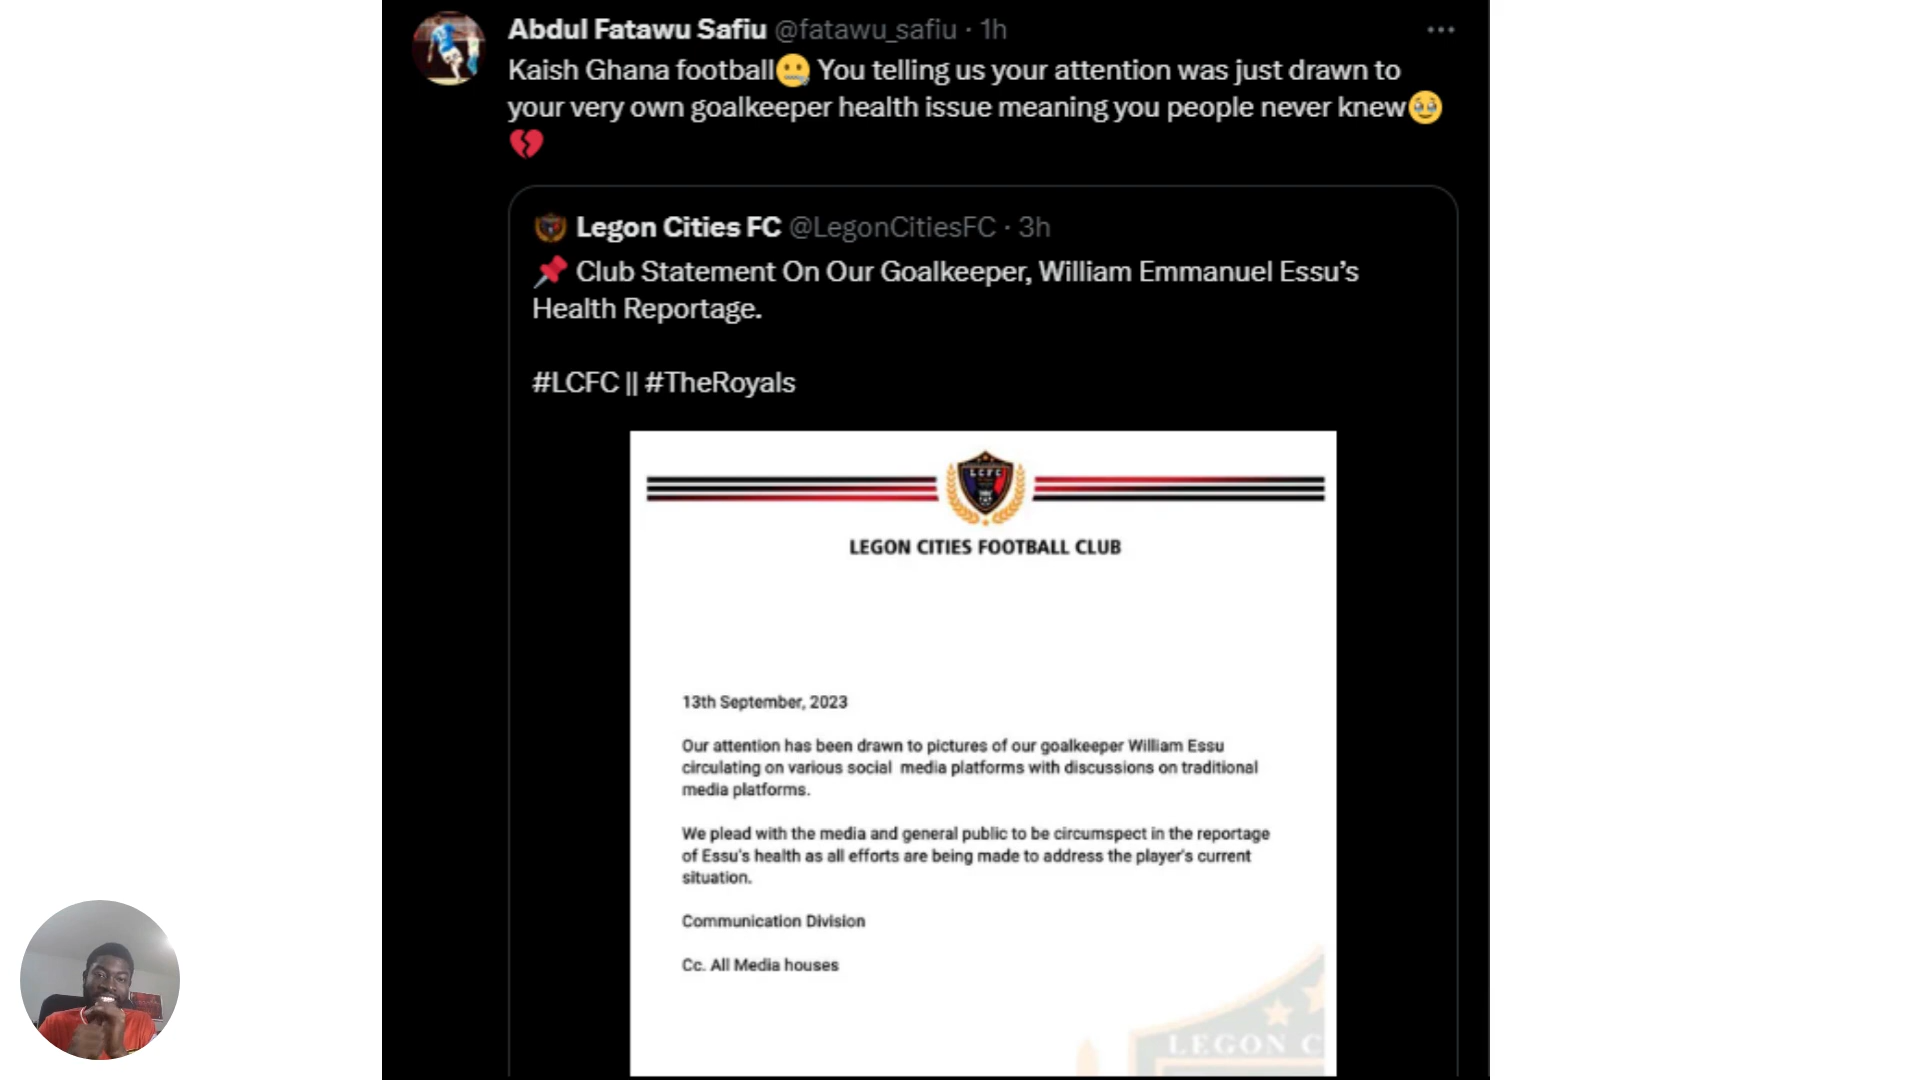 Abdul Fatawu Safiu @fatawu_safiu · 1h
Kaish Ghana football🤐 You telling us your attention was just drawn to
your very own goalkeeper health issue meaning you people never knew🥹
💔
Legon Cities FC @LegonCitiesFC · 3h
📌 Club Statement On Our Goalkeeper, William Emmanuel Essu’s
Health Reportage.
#LCFC || #TheRoyals
LCFC
LEGON CITIES FOOTBALL CLUB
13th September, 2023
Our attention has been drawn to pictures of our goalkeeper William Essu
circulating on various social media platforms with discussions on traditional
media platforms.
We plead with the media and general public to be circumspect in the reportage
of Essu's health as all efforts are being made to address the player's current
situation.
Communication Division
Cc. All Media houses
LEGON C